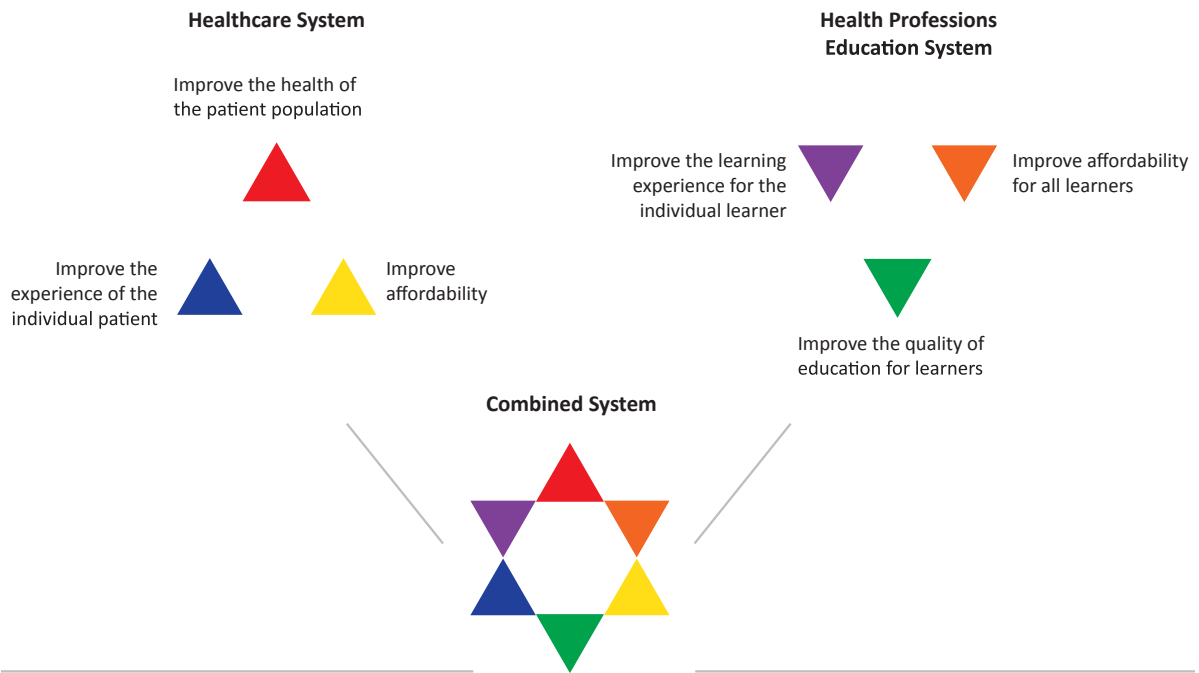 Healthcare System
Improve the health of
the patient population
Improve the
experience of the
individual patient
Improve
affordability
Health Professions
Education System
Improve the learning
experience for the
individual learner
Improve affordability
for all learners
Improve the quality of
education for learners
Combined System